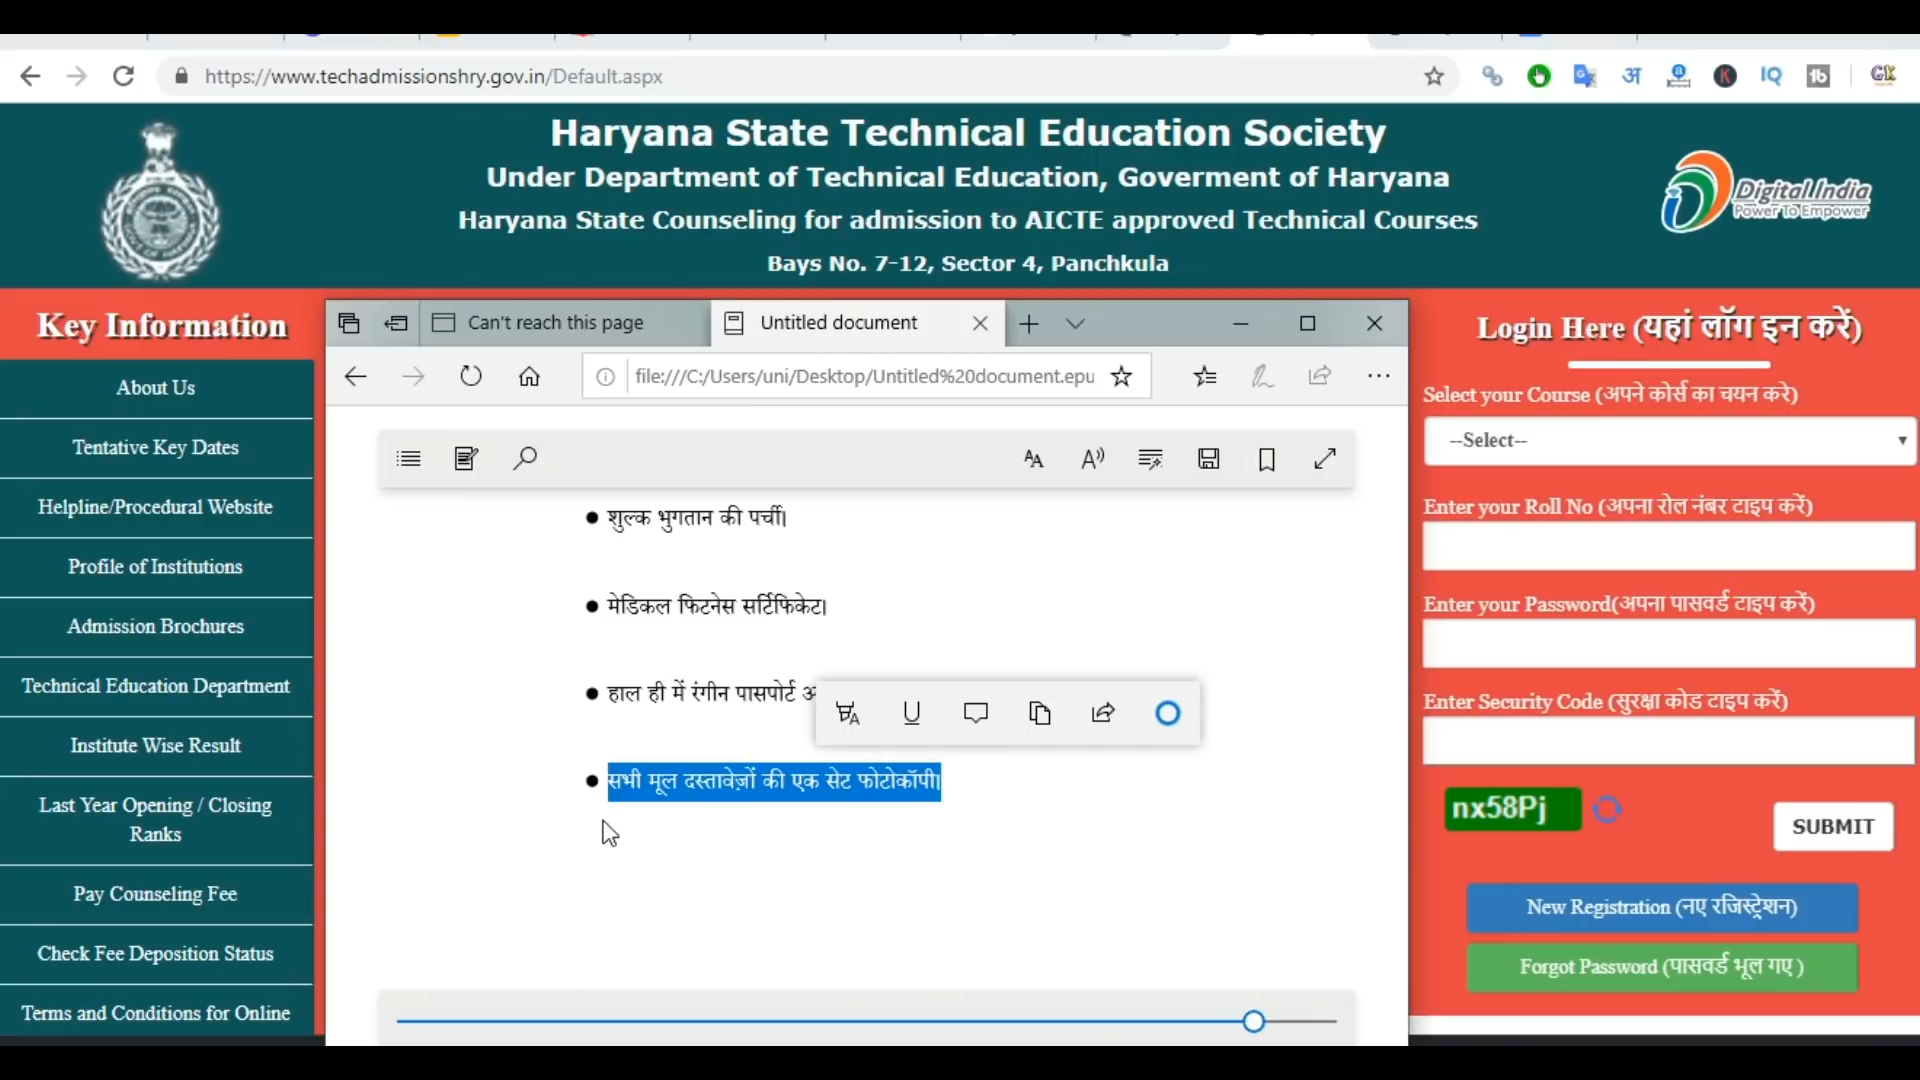 https://www.techadmissionshry.gov.in/Default.aspx
अ
K
IQ
tb
GK
Haryana State Technical Education Society
Under Department of Technical Education, Goverment of Haryana
Haryana State Counseling for admission to AICTE approved Technical Courses
Bays No. 7-12, Sector 4, Panchkula
Digital India
Power To Empower
Key Information
About Us
Tentative Key Dates
Helpline/Procedural Website
Profile of Institutions
Admission Brochures
Technical Education Department
Institute Wise Result
Last Year Opening / Closing
Ranks
Pay Counseling Fee
Check Fee Deposition Status
Terms and Conditions for Online
Can't reach this page
Untitled document
file:///C:/Users/uni/Desktop/Untitled%20document.epu
शुल्क भुगतान की पर्ची।
मेडिकल फिटनेस सर्टिफिकेट।
हाल ही में रंगीन पासपोर्ट
सभी मूल दस्तावेज़ों की एक सेट फोटोकॉपी।
Login Here (यहां लॉग इन करें)
Select your Course (अपने कोर्स का चयन करे)
--Select--
Enter your Roll No (अपना रोल नंबर टाइप करें)
Enter your Password(अपना पासवर्ड टाइप करें)
Enter Security Code (सुरक्षा कोड टाइप करें)
nx58Pj
SUBMIT
New Registration (नए रजिस्ट्रेशन)
Forgot Password (पासवर्ड भूल गए )